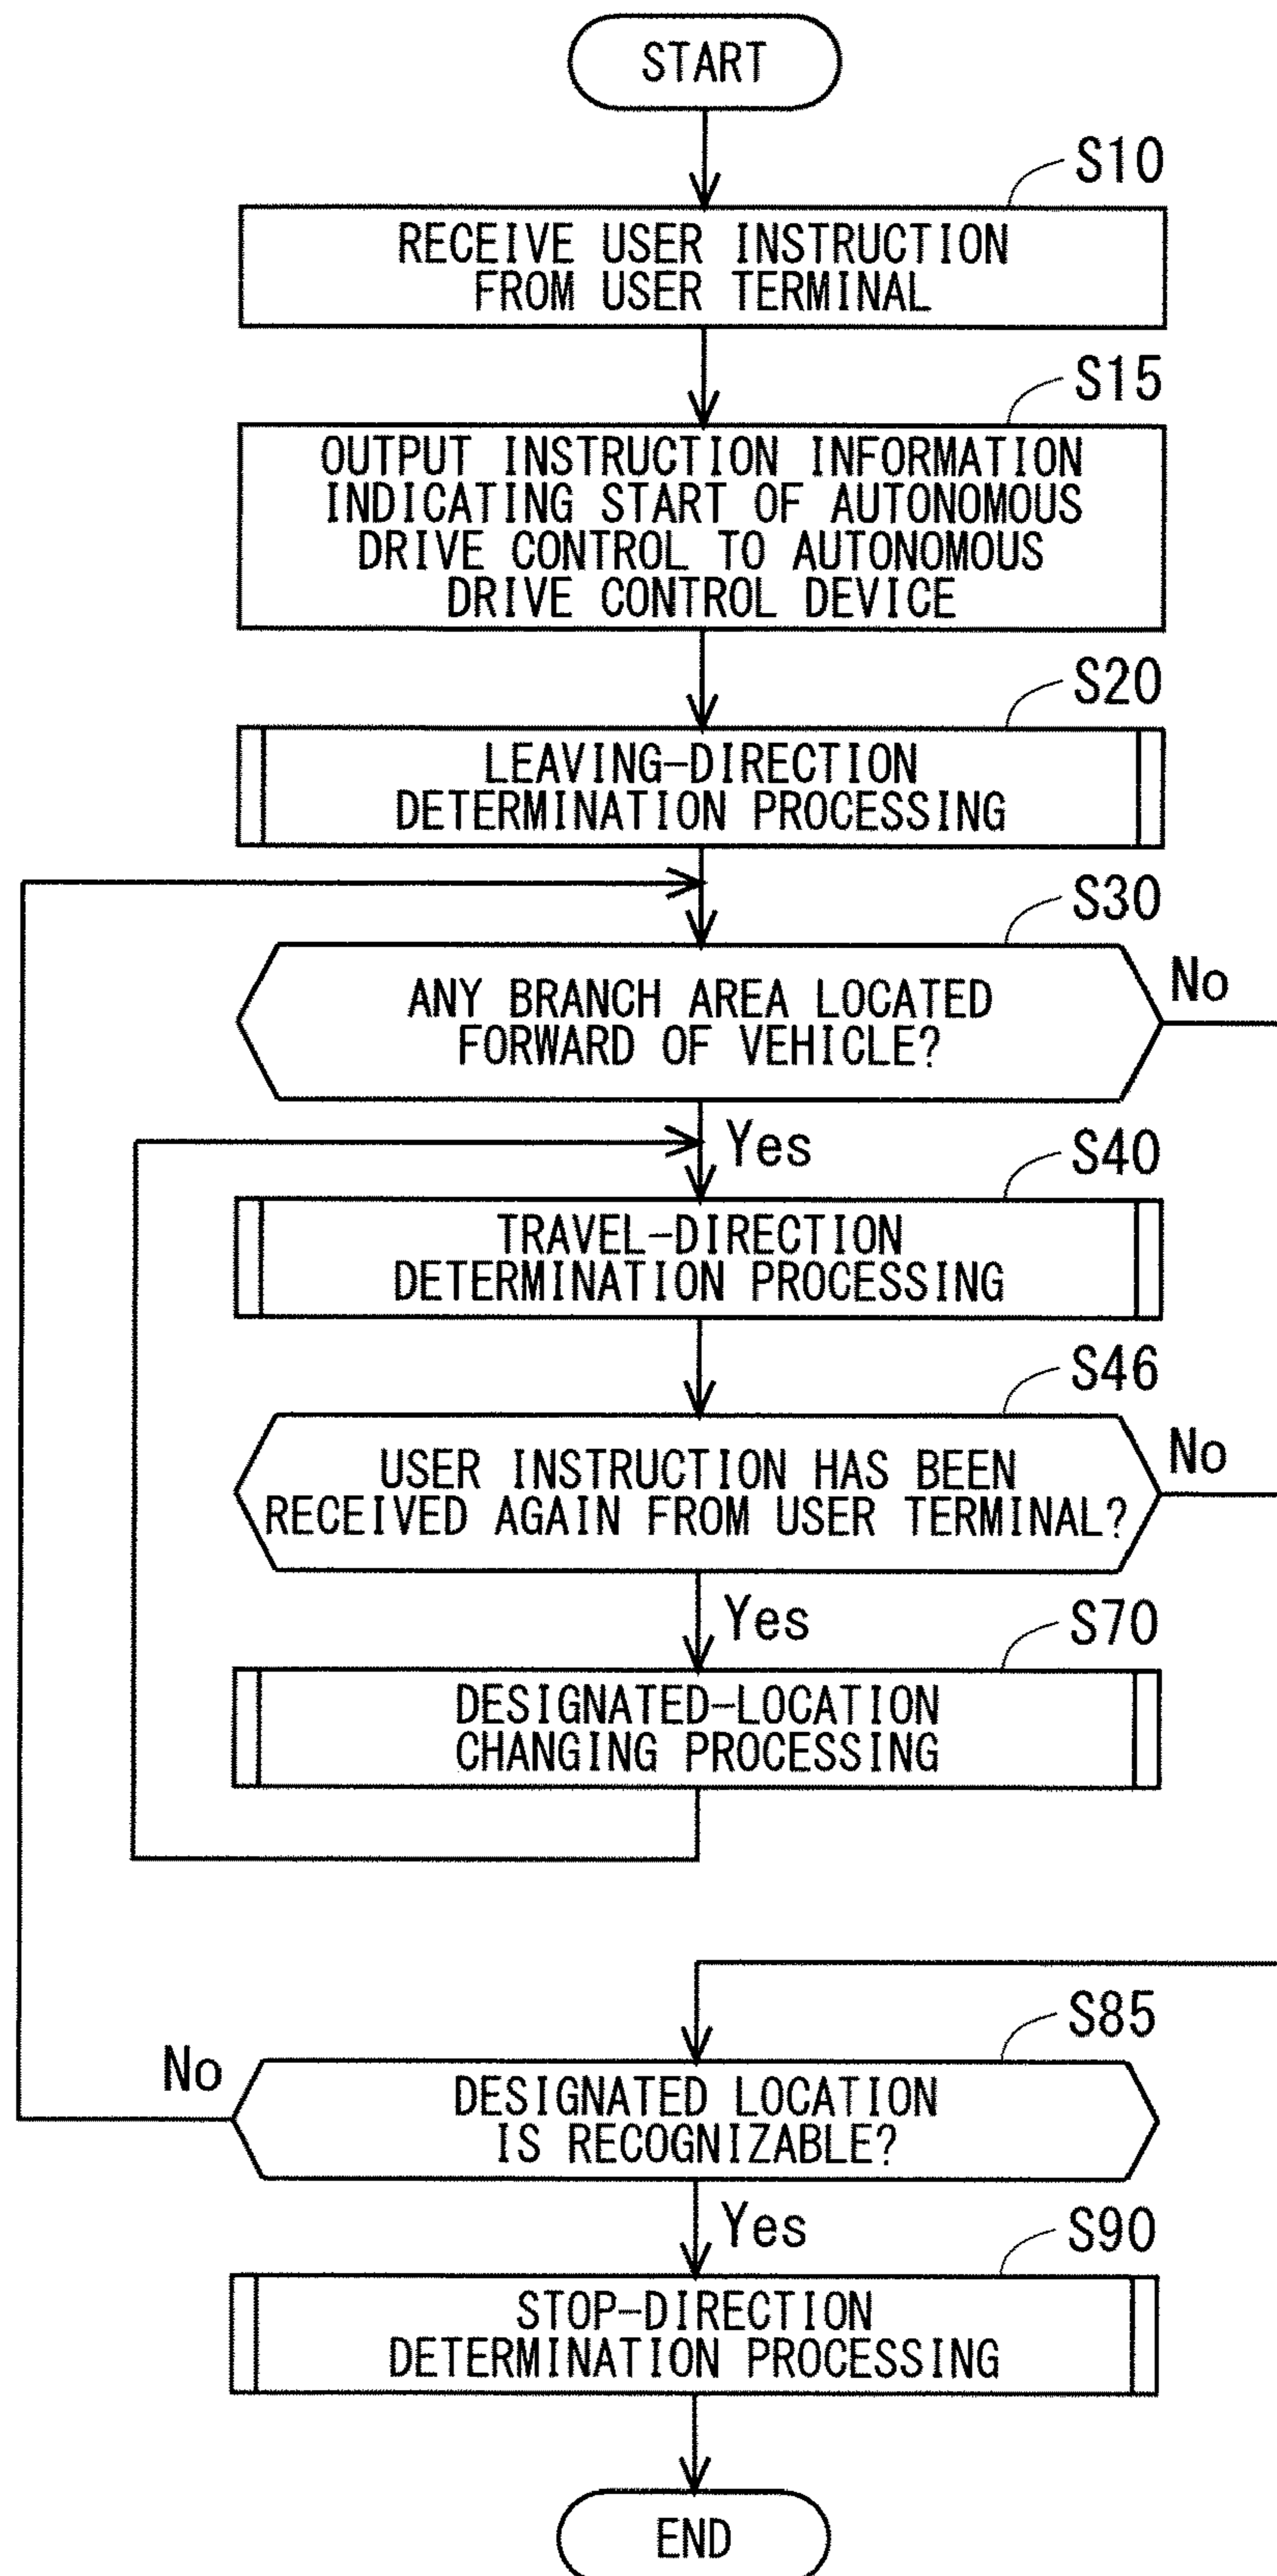 START
S10
RECEIVE USER INSTRUCTION
FROM USER TERMINAL
S15
OUTPUT INSTRUCTION INFORMATION
INDICATING START OF AUTONOMOUS
DRIVE CONTROL TO AUTONOMOUS
DRIVE CONTROL DEVICE
S20
LEAVING-DIRECTION
DETERMINATION PROCESSING
S30
ANY BRANCH AREA LOCATED
FORWARD OF VEHICLE?
No
Yes
S40
TRAVEL-DIRECTION
DETERMINATION PROCESSING
S46
USER INSTRUCTION HAS BEEN
RECEIVED AGAIN FROM USER TERMINAL?
No
Yes
S70
DESIGNATED-LOCATION
CHANGING PROCESSING
S85
DESIGNATED LOCATION
IS RECOGNIZABLE?
No
Yes
S90
STOP-DIRECTION
DETERMINATION PROCESSING
END